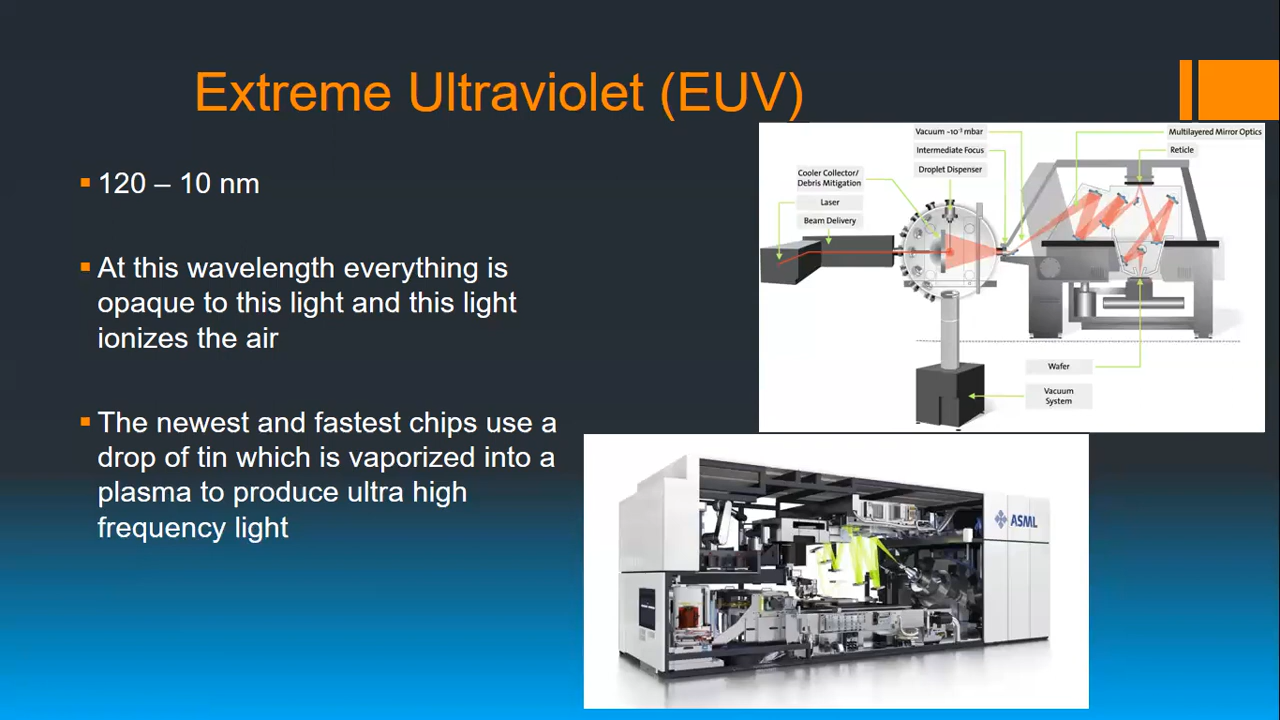 Extreme Ultraviolet (EUV)
120 – 10 nm
At this wavelength everything is
opaque to this light and this light
ionizes the air
The newest and fastest chips use a
drop of tin which is vaporized into a
plasma to produce ultra high
frequency light
Vacuum ~10⁻³ mbar
Multilayered Mirror Optics
Intermediate Focus
Reticle
Droplet Dispenser
Cooler Collector/
Debris Mitigation
Laser
Beam Delivery
Wafer
Vacuum
System
ASML